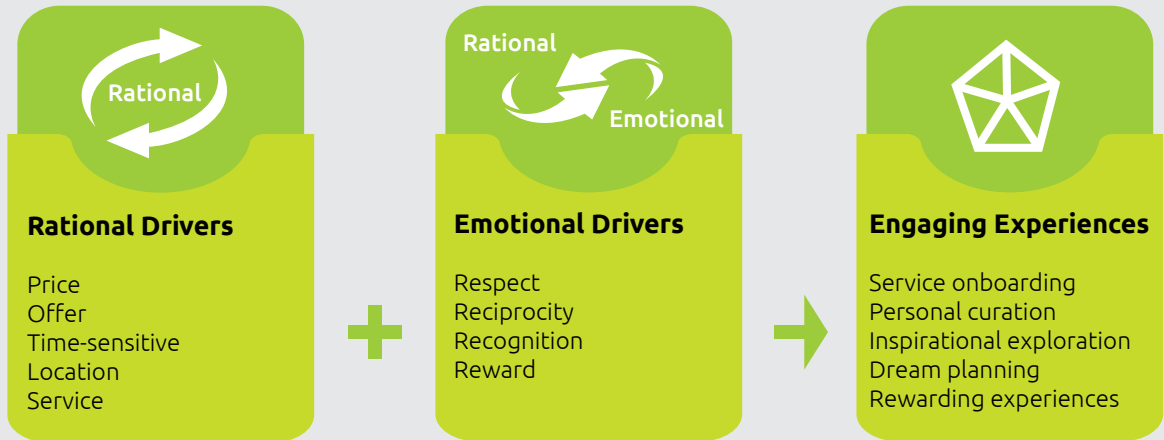 Rational
Rational Drivers
Price
Offer
Time-sensitive
Location
Service
Rational
Emotional
Emotional Drivers
Respect
Reciprocity
Recognition
Reward
Engaging Experiences
Service onboarding
Personal curation
Inspirational exploration
Dream planning
Rewarding experiences